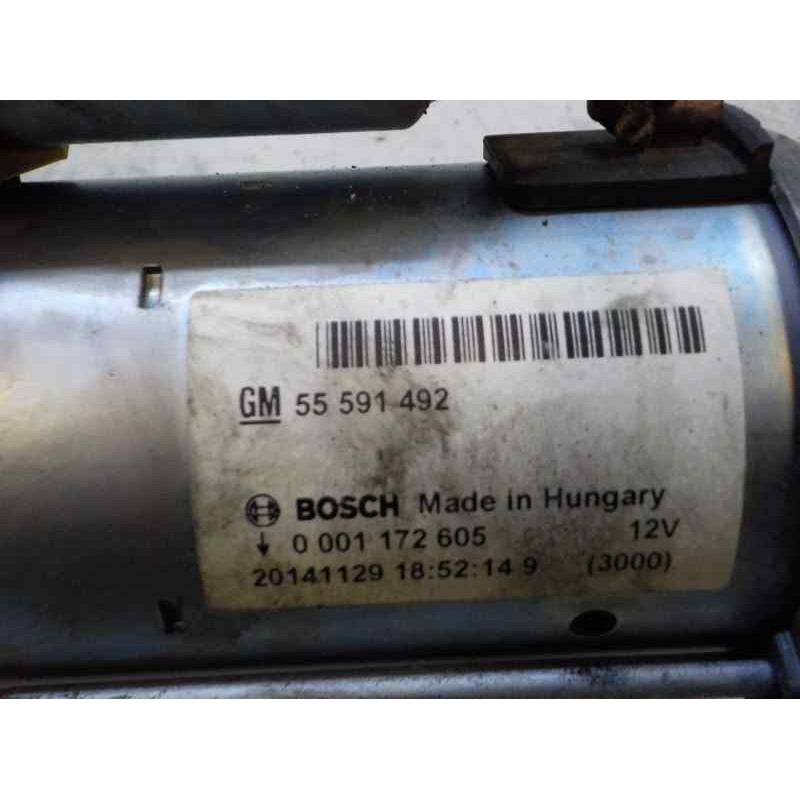 GM 55 591 492
BOSCH Made in Hungary
0 001 172 605 12V
20141129 18:52:14 9 (3000)